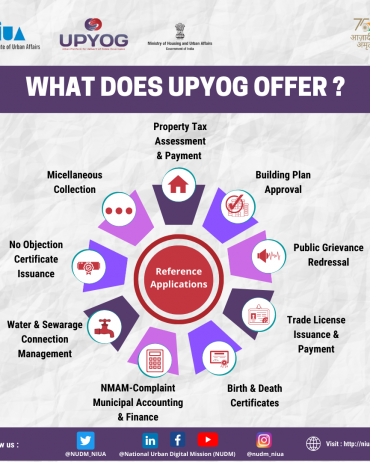 NIUA
te of Urban Affairs
UPYOG
Ministry of Housing and Urban Affairs
Government of India
75
आज़ादी
अमृत
WHAT DOES UPYOG OFFER ?
Property Tax
Assessment
& Payment
Micellaneous
Collection
Building Plan
Approval
No Objection
Certificate
Issuance
Public Grievance
Redressal
Reference
Applications
Water & Sewarage
Connection
Management
Trade License
Issuance &
Payment
NMAM-Complaint
Municipal Accounting
& Finance
Birth & Death
Certificates
w us :
@NUDM_NIUA
@National Urban Digital Mission (NUDM)
@nudm_niua
Visit : http://niu